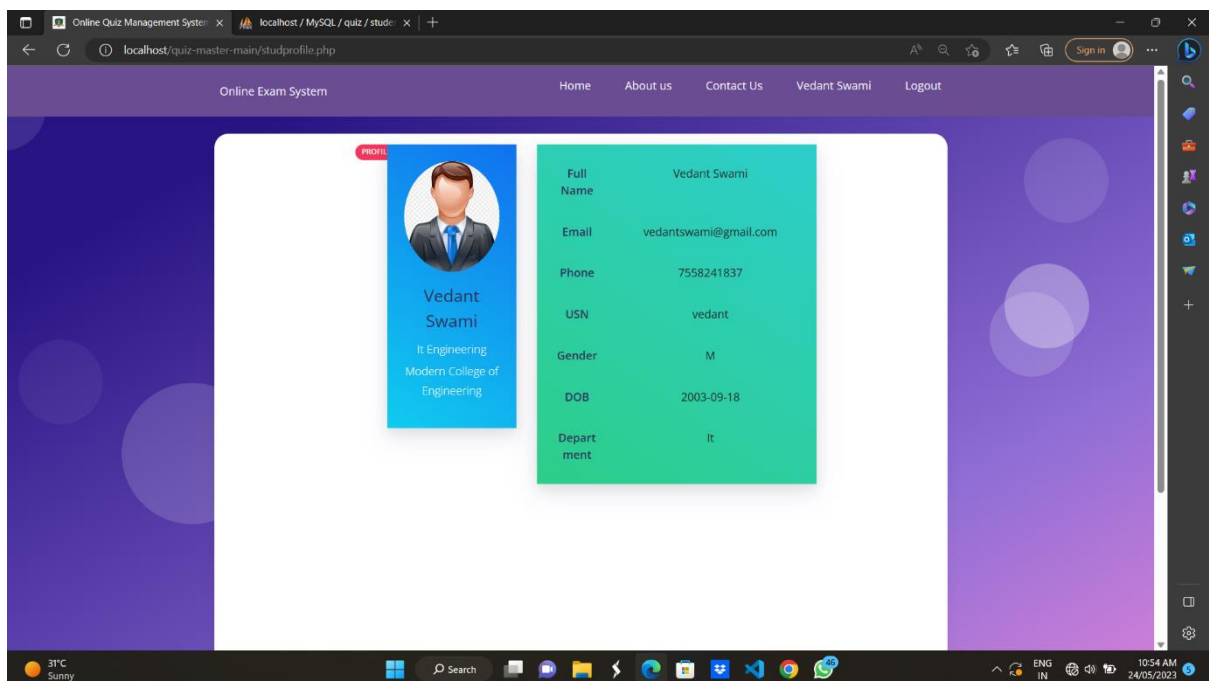 Online Quiz Management System
localhost / MySQL / quiz / stude
localhost/quiz-master-main/studprofile.php
Sign in
Online Exam System
Home About us Contact Us Vedant Swami Logout
PROFIL
Vedant
Swami
It Engineering
Modern College of
Engineering
Full
Name
Vedant Swami
Email vedantswami@gmail.com
Phone 7558241837
USN vedant
Gender M
DOB 2003-09-18
Depart
ment
It
31°C
Sunny
Search
46
ENG
IN
10:54 AM
24/05/2023
5